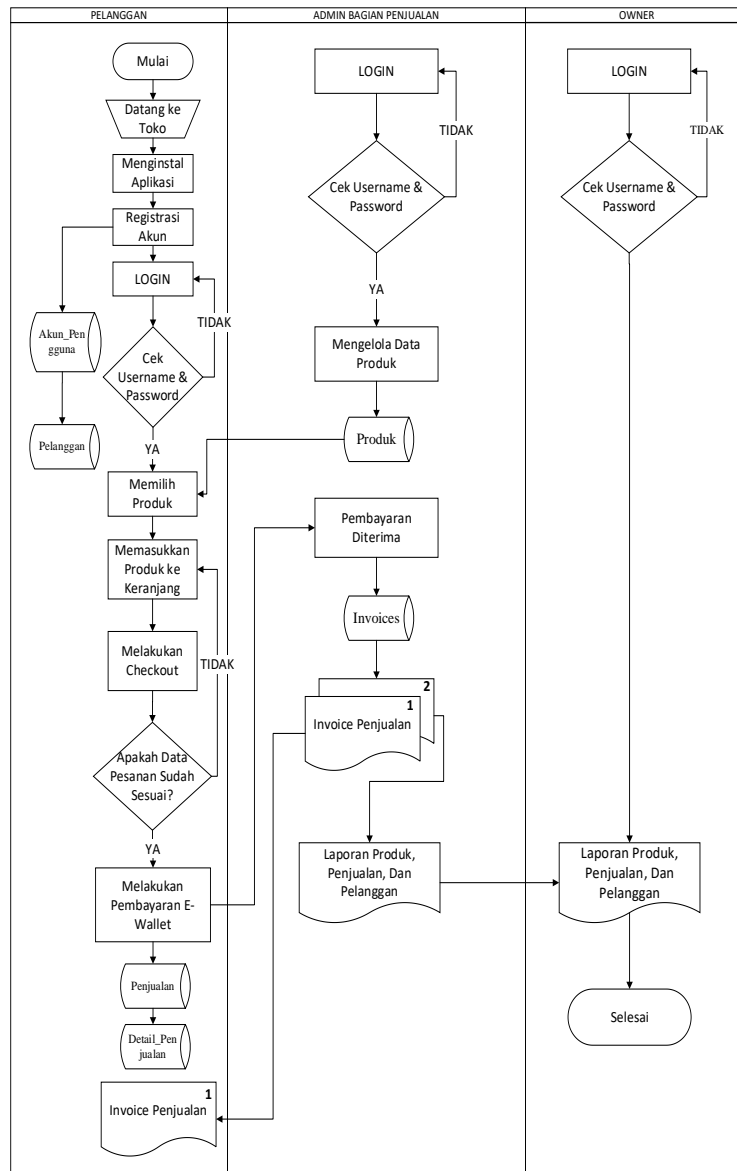 PELANGGAN
ADMIN BAGIAN PENJUALAN
OWNER
Mulai
Datang ke
Toko
Menginstal
Aplikasi
Registrasi
Akun
LOGIN
TIDAK
Akun_Pen
gguna
Cek
Username &
Password
Pelanggan
YA
Memilih
Produk
Memasukkan
Produk ke
Keranjang
Melakukan
Checkout
TIDAK
Apakah Data
Pesanan Sudah
Sesuai?
YA
Melakukan
Pembayaran E-
Wallet
Penjualan
Detail_Pen
jualan
1
Invoice Penjualan
LOGIN
TIDAK
Cek Username &
Password
YA
Mengelola Data
Produk
Produk
Pembayaran
Diterima
Invoices
2
1
Invoice Penjualan
Laporan Produk,
Penjualan, Dan
Pelanggan
LOGIN
TIDAK
Cek Username &
Password
Laporan Produk,
Penjualan, Dan
Pelanggan
Selesai